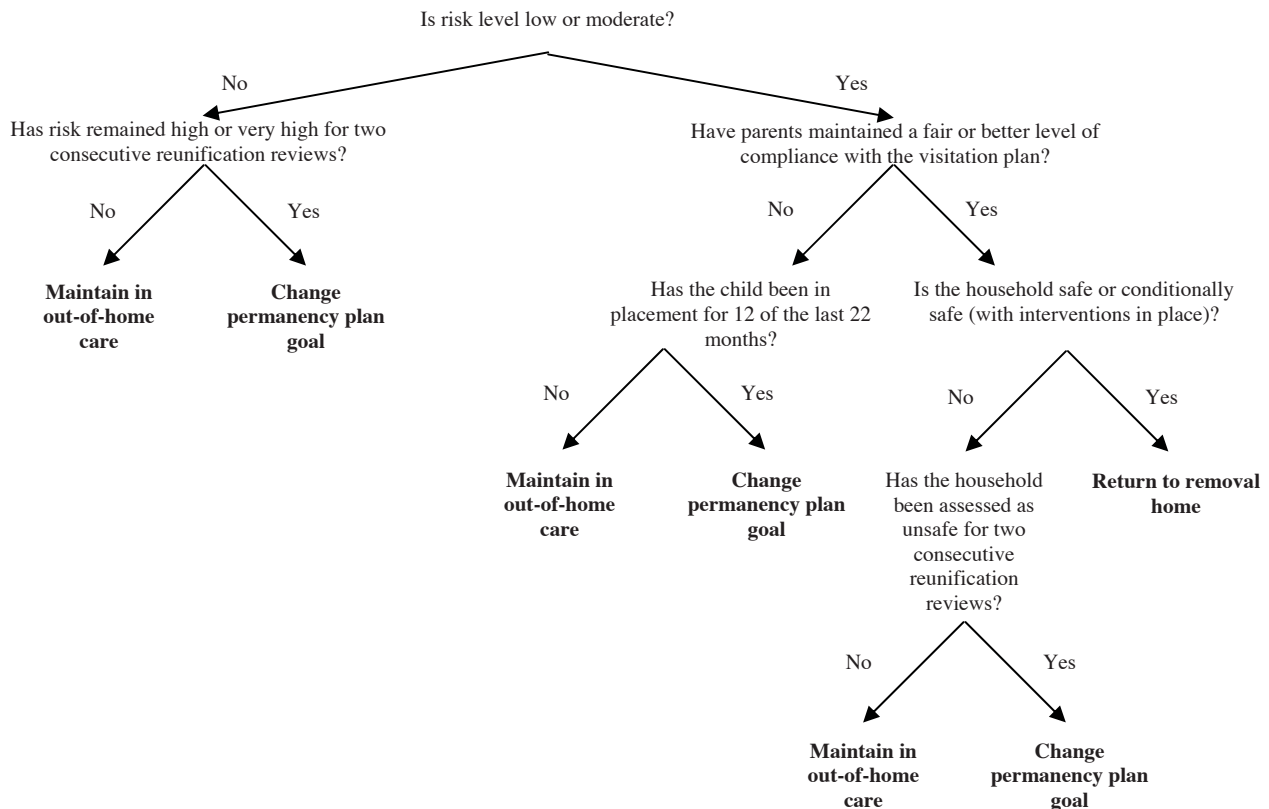 Is risk level low or moderate?
No
Yes
Has risk remained high or very high for two
consecutive reunification reviews?
Have parents maintained a fair or better level of
compliance with the visitation plan?
No
Yes
No
Yes
Maintain in
out-of-home
care
Change
permanency plan
goal
Has the child been in
placement for 12 of the last 22
months?
Is the household safe or conditionally
safe (with interventions in place)?
No
Yes
No
Yes
Maintain in
out-of-home
care
Change
permanency plan
goal
Has the household
been assessed as
unsafe for two
consecutive
reunification
reviews?
Return to removal
home
No
Yes
Maintain in
out-of-home
care
Change
permanency plan
goal